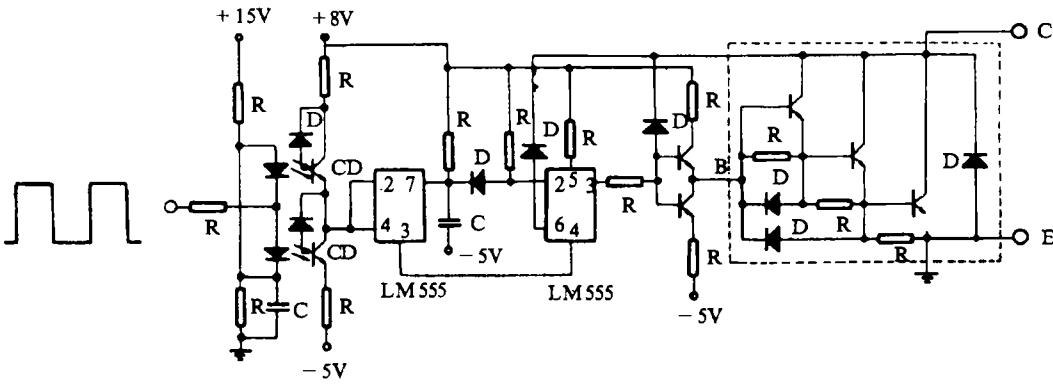 +15V +8V C
R R R
D R R D
R D R D
CD D B D
2 7 2 5 3
R D
4 3 6 4 R R
C
CD −5V R E
D
LM555 LM555 R
R C R
−5V
−5V